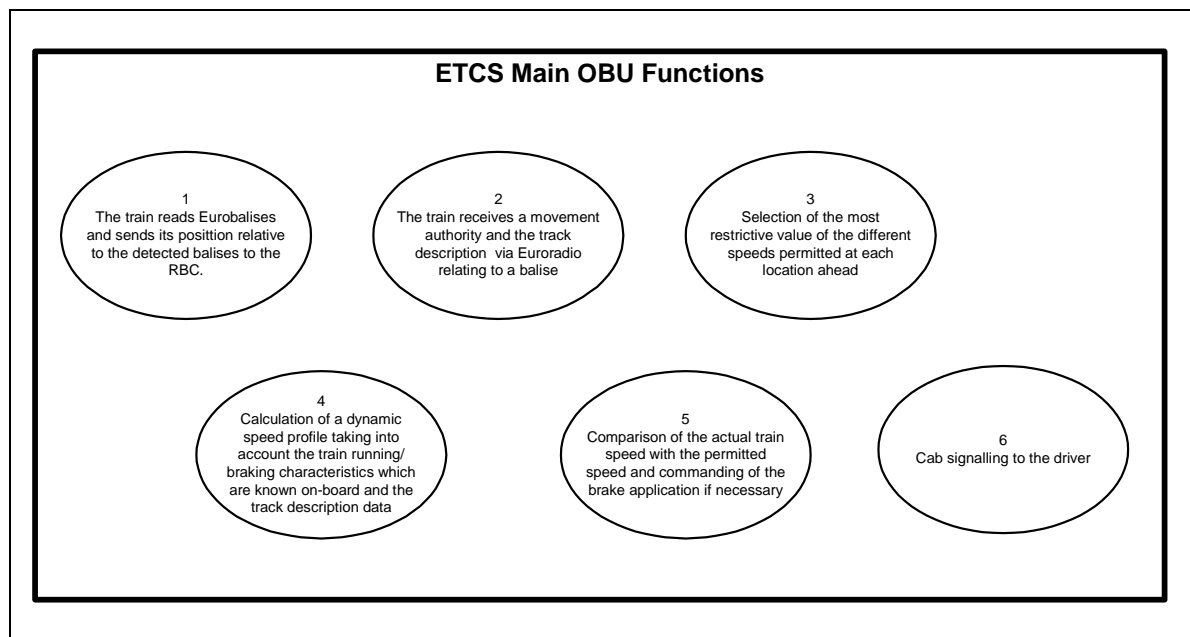 ETCS Main OBU Functions
1
The train reads Eurobalises
and sends its posittion relative
to the detected balises to the
RBC.
2
The train receives a movement
authority and the track
description via Euroradio
relating to a balise
3
Selection of the most
restrictive value of the different
speeds permitted at each
location ahead
4
Calculation of a dynamic
speed profile taking into
account the train running/
braking characteristics which
are known on-board and the
track description data
5
Comparison of the actual train
speed with the permitted
speed and commanding of the
brake application if necessary
6
Cab signalling to the driver